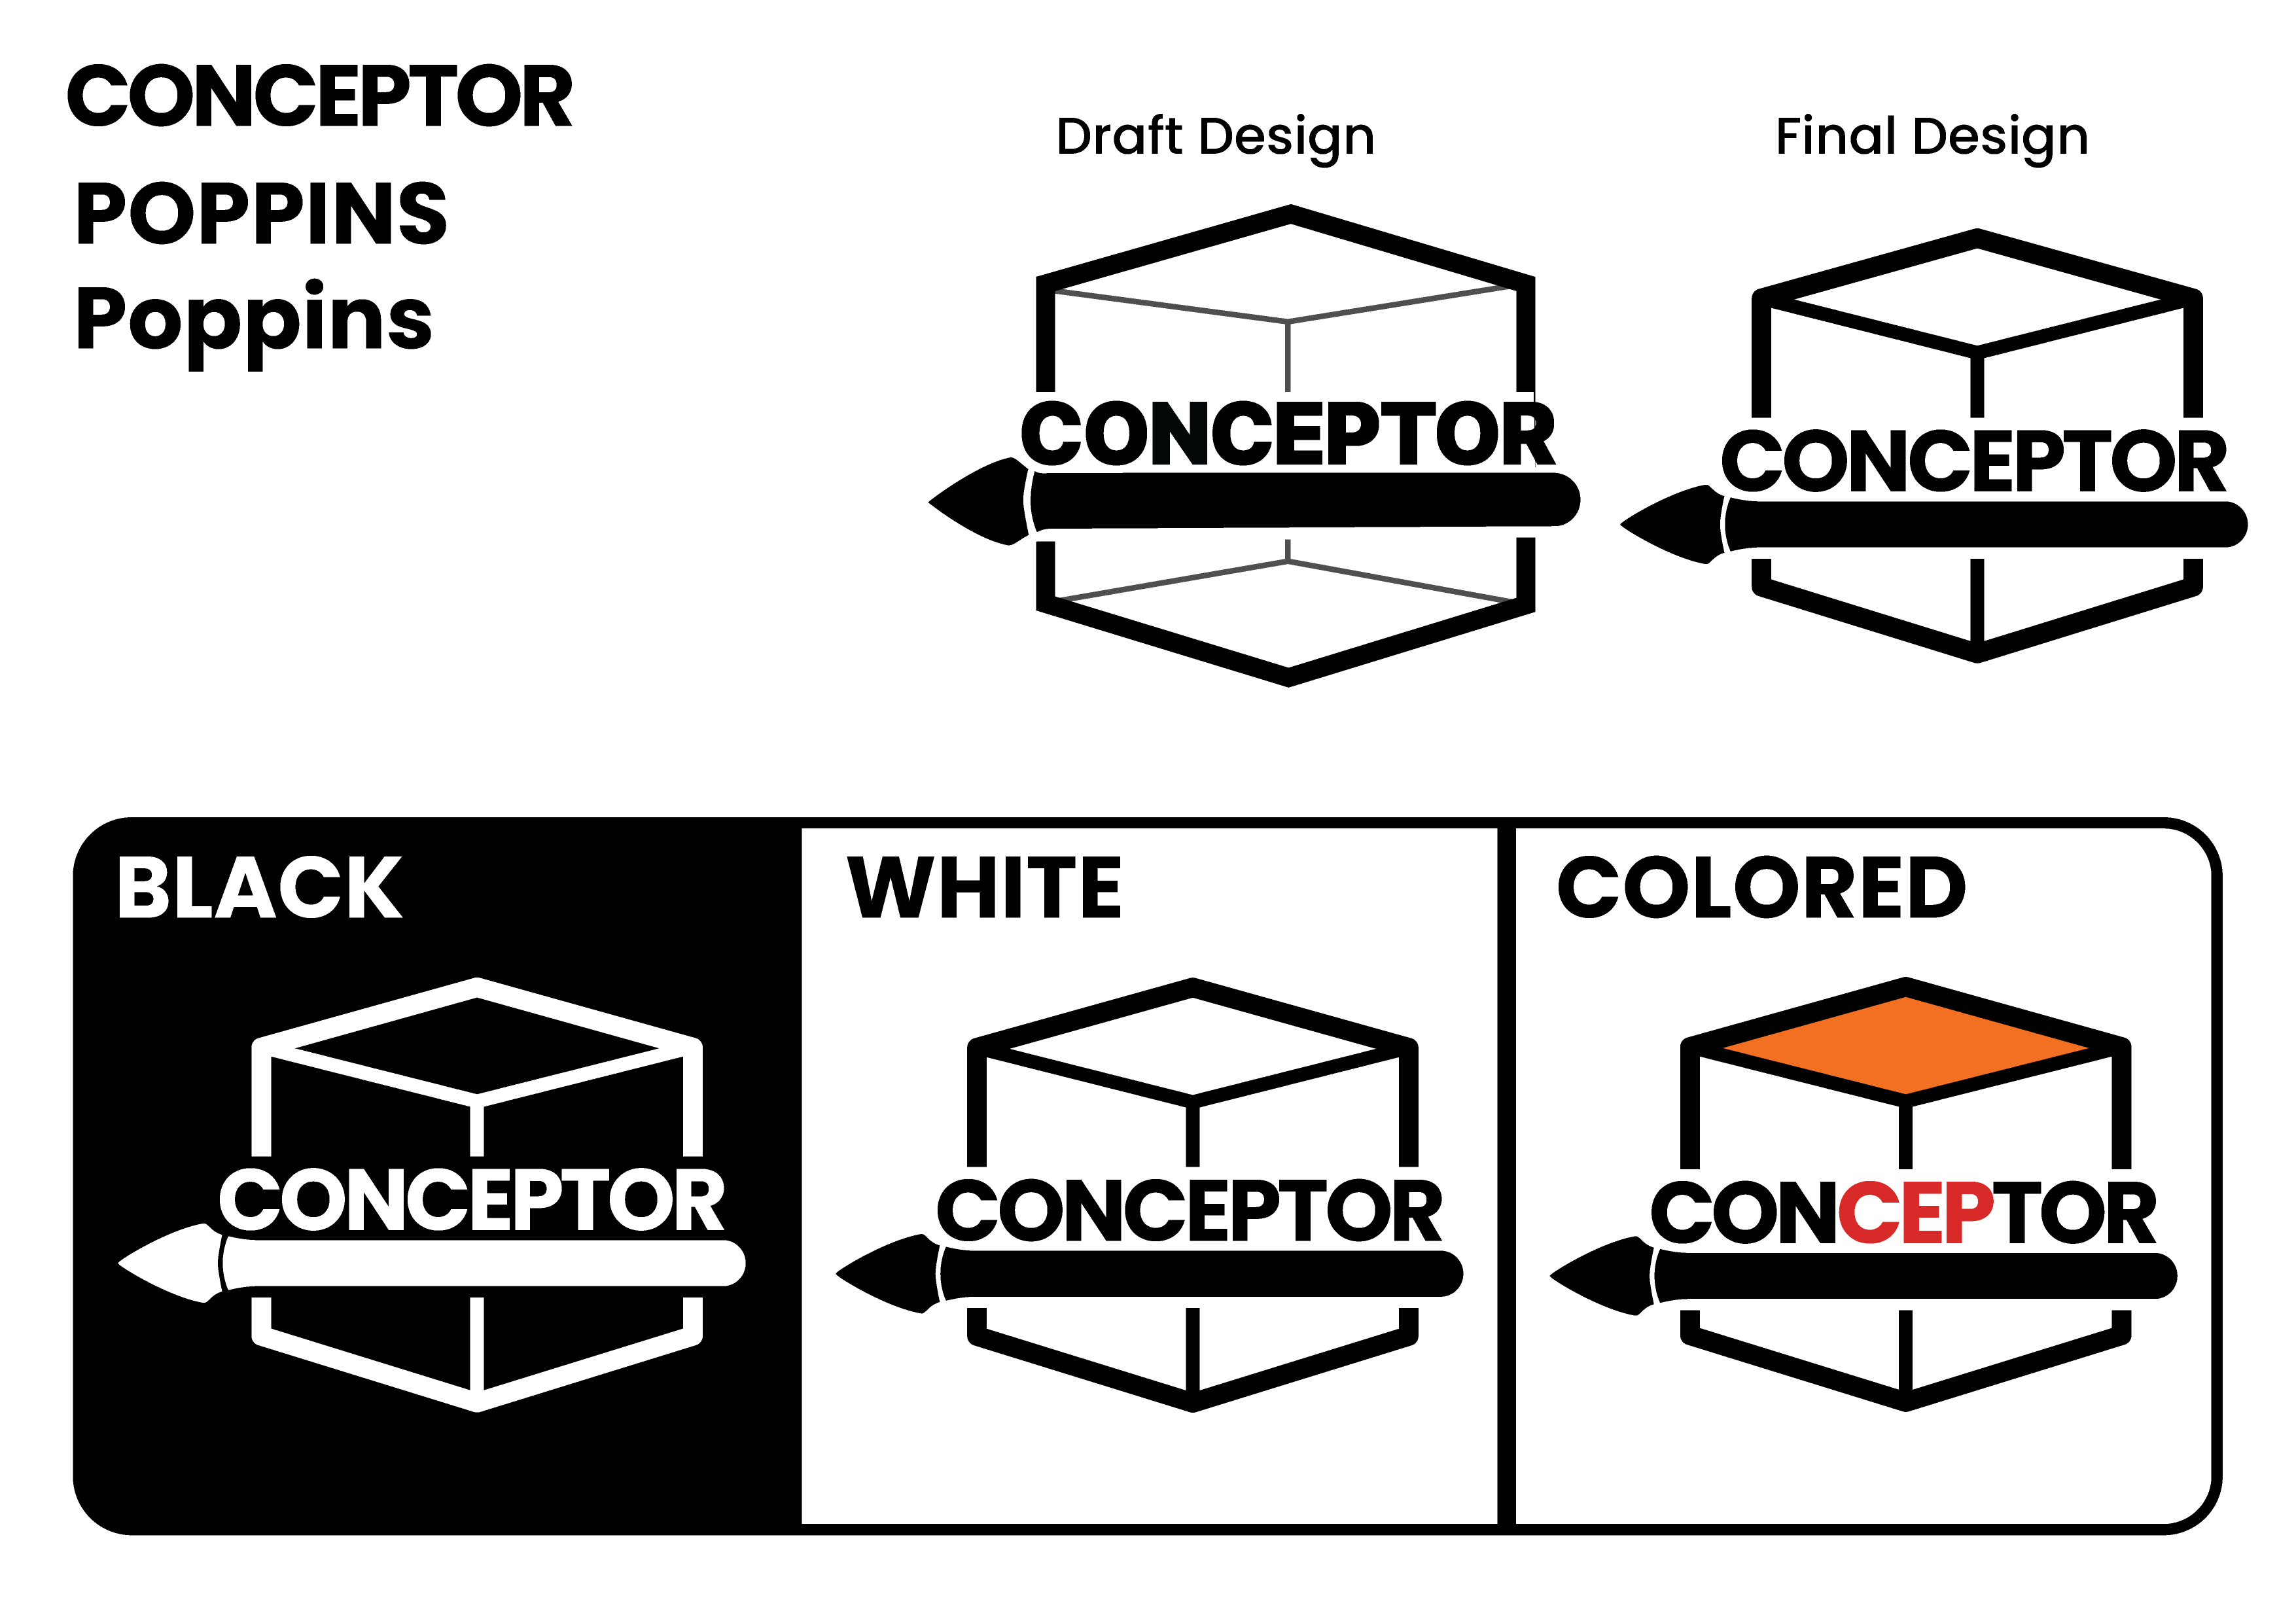 CONCEPTOR
POPPINS
Poppins
Draft Design
CONCEPTOR
Final Design
CONCEPTOR
BLACK
CONCEPTOR
WHITE
CONCEPTOR
COLORED
CONCEPTOR